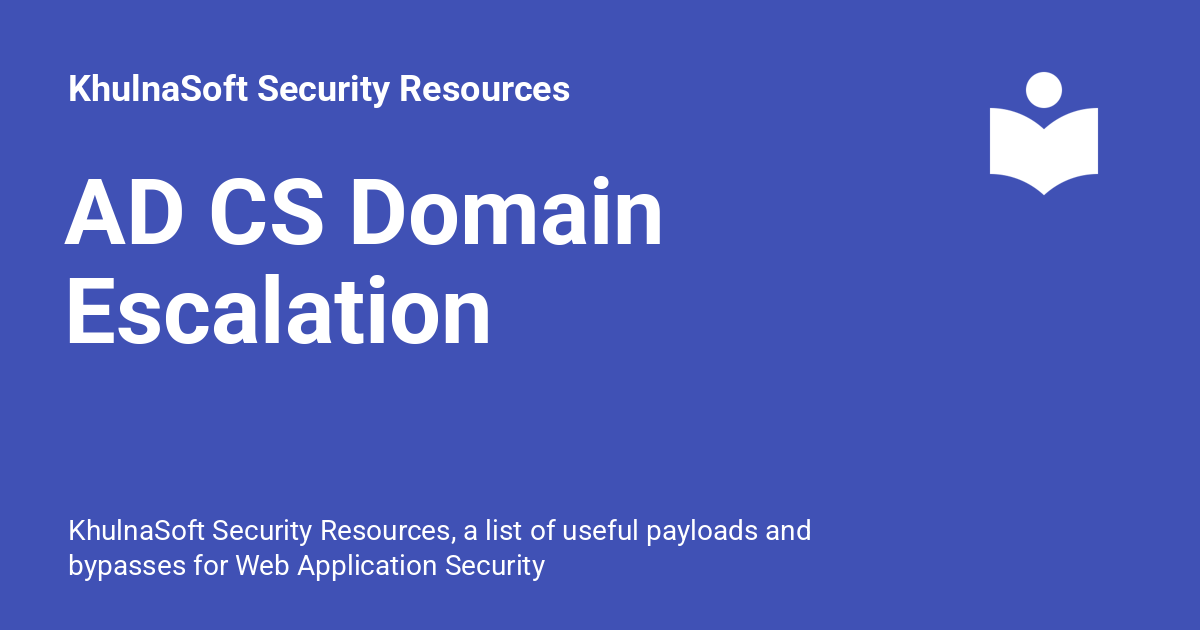 KhulnaSoft Security Resources
AD CS Domain
Escalation
KhulnaSoft Security Resources, a list of useful payloads and
bypasses for Web Application Security